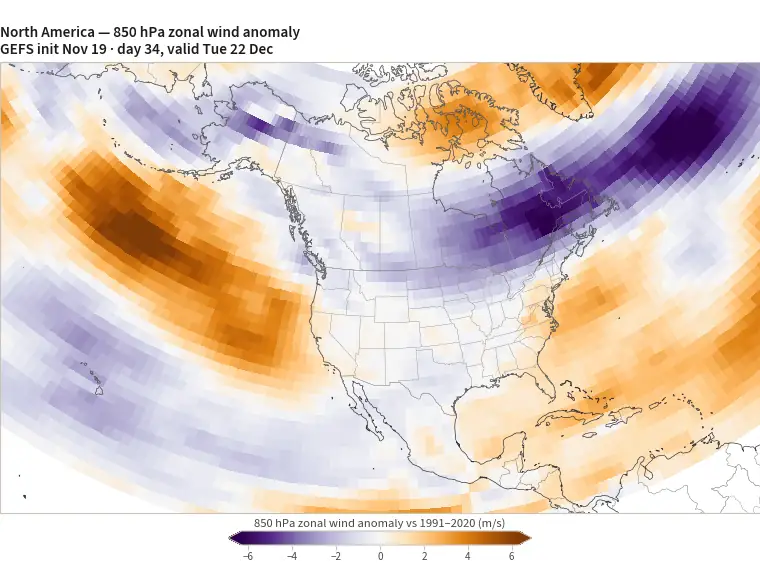 North America — 850 hPa zonal wind anomaly
GEFS init Nov 19 · day 34, valid Tue 22 Dec
850 hPa zonal wind anomaly vs 1991–2020 (m/s)
−6 −4 −2 0 2 4 6